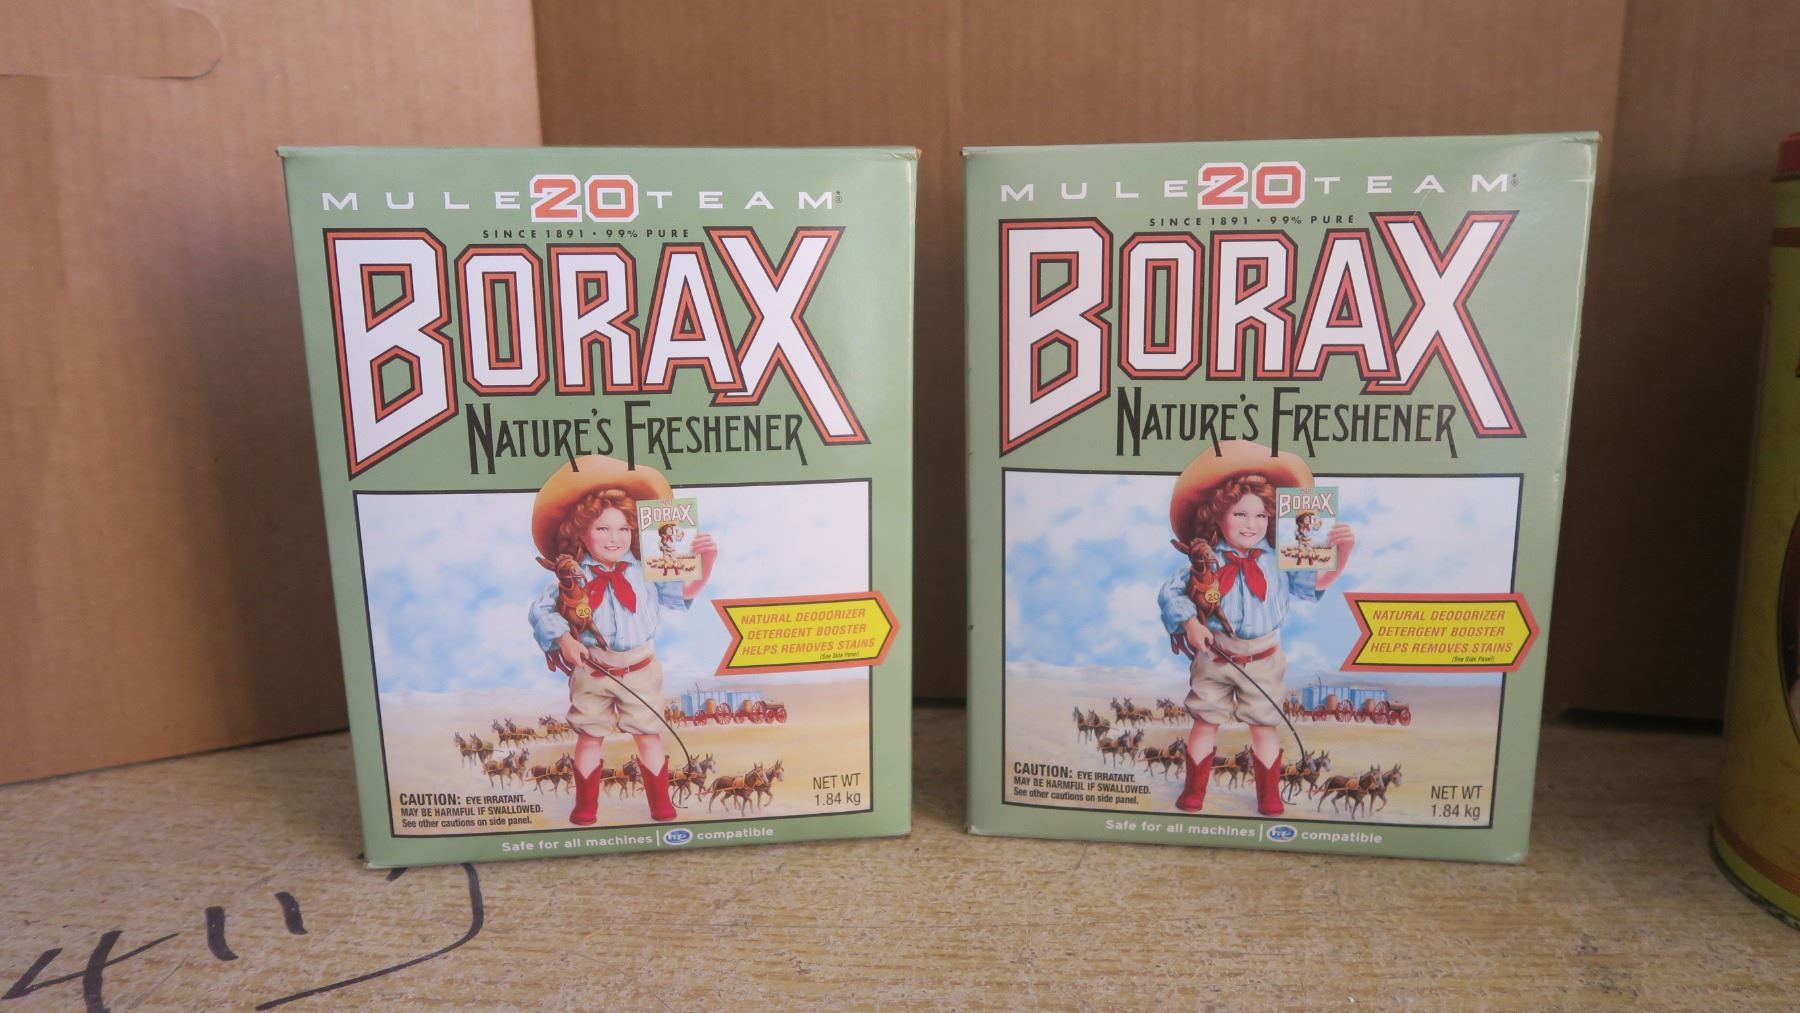 MULE 20 TEAM®
SINCE 1891 • 99% PURE
BORAX
NATURE'S FRESHENER
BORAX
20
NATURAL DEODORIZER
DETERGENT BOOSTER
HELPS REMOVES STAINS
(See Side Panel)
CAUTION: EYE IRRATANT.
MAY BE HARMFUL IF SWALLOWED.
See other cautions on side panel.
NET WT
1.84 kg
Safe for all machines | he compatible
MULE 20 TEAM®
SINCE 1891 • 99% PURE
BORAX
NATURE'S FRESHENER
BORAX
20
NATURAL DEODORIZER
DETERGENT BOOSTER
HELPS REMOVES STAINS
(See Side Panel)
CAUTION: EYE IRRATANT.
MAY BE HARMFUL IF SWALLOWED.
See other cautions on side panel.
NET WT
1.84 kg
Safe for all machines | he compatible
4"